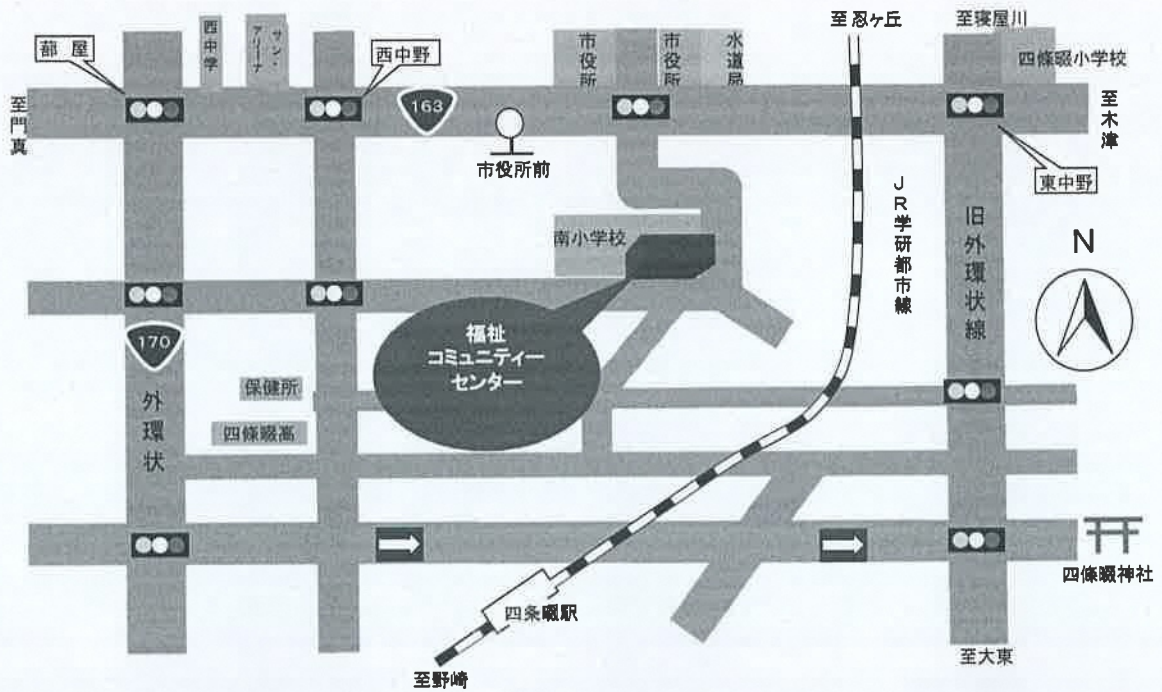 至忍ヶ丘
至寝屋川
蔀屋
西中学
サン・
アリーナ
西中野
市役所
市役所
水道局
四條畷小学校
至門真
163
至木津
市役所前
東中野
JR学研都市線
旧外環状線
南小学校
N
170
福祉
コミュニティー
センター
外環状
保健所
四條畷高
四條畷神社
四条畷駅
至大東
至野崎